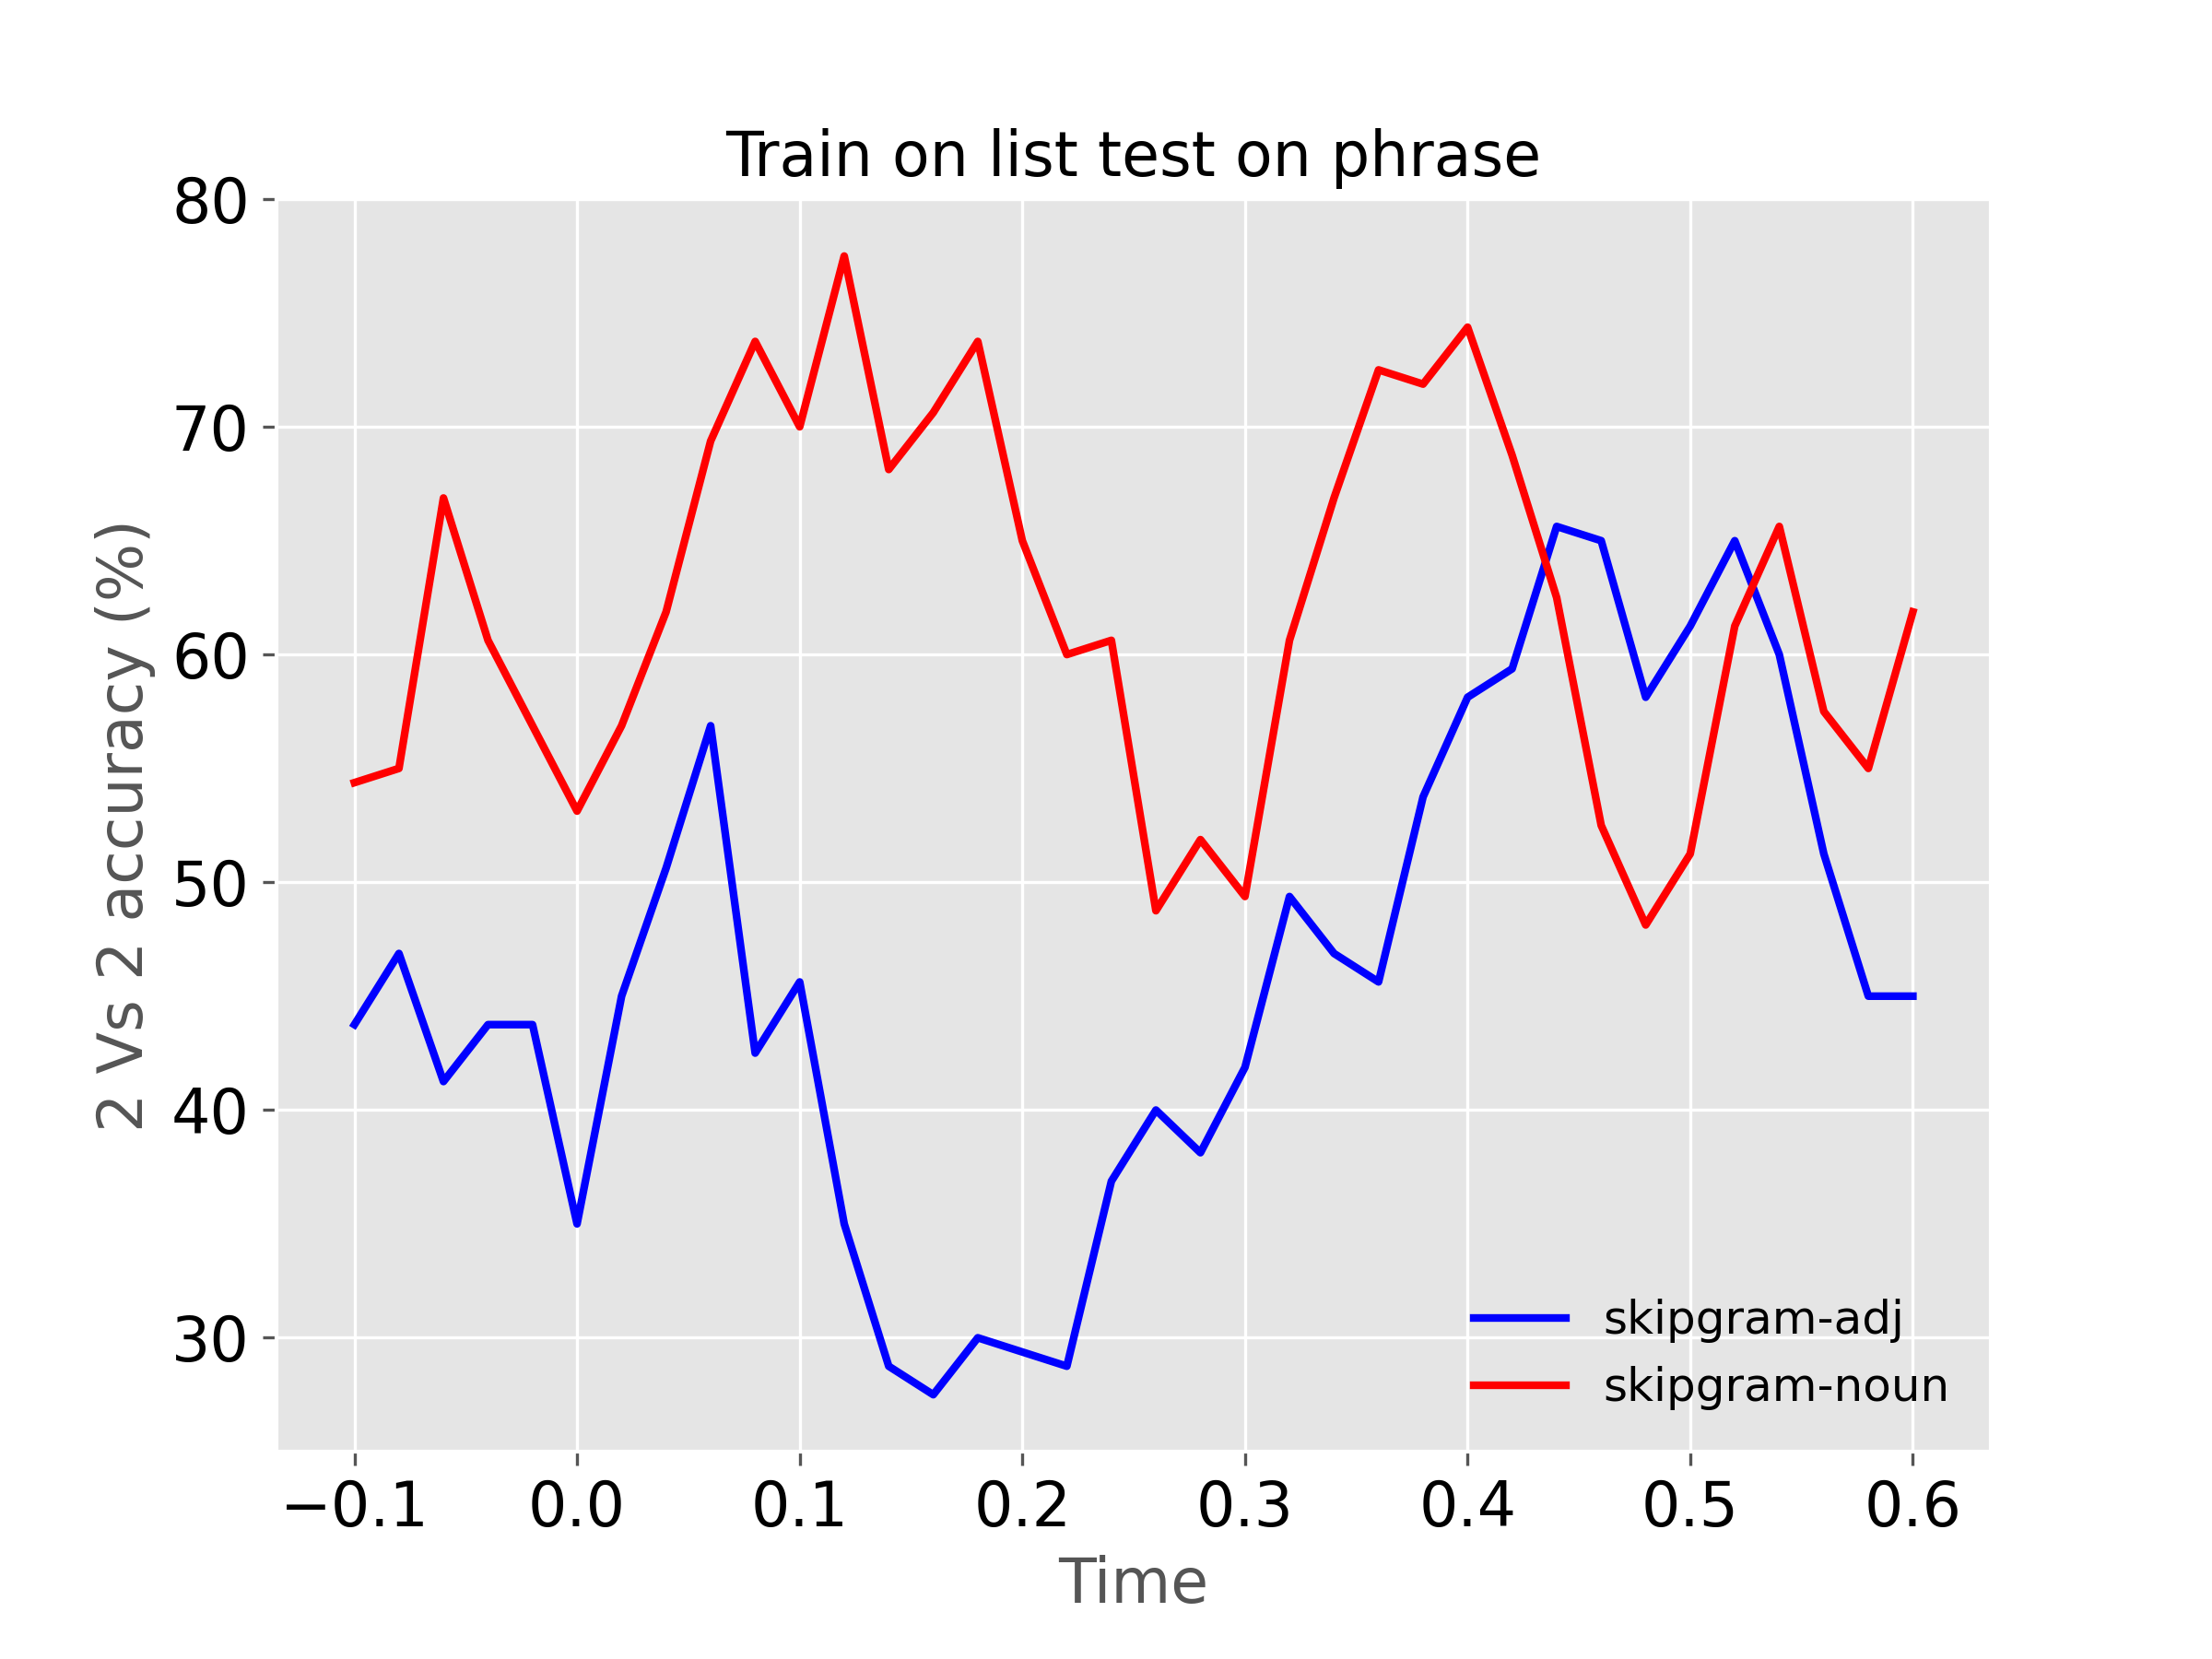 Train on list test on phrase
80
70
60
50
40
30
2 Vs 2 accuracy (%)
skipgram-adj
skipgram-noun
−0.1 0.0 0.1 0.2 0.3 0.4 0.5 0.6
Time